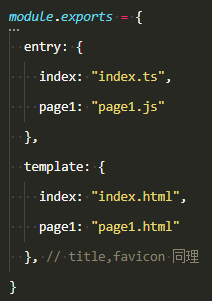 module.exports = {
  entry: {
    index: "index.ts",
    page1: "page1.js"
  },
  template: {
    index: "index.html",
    page1: "page1.html"
  }, // title,favicon 同理
}